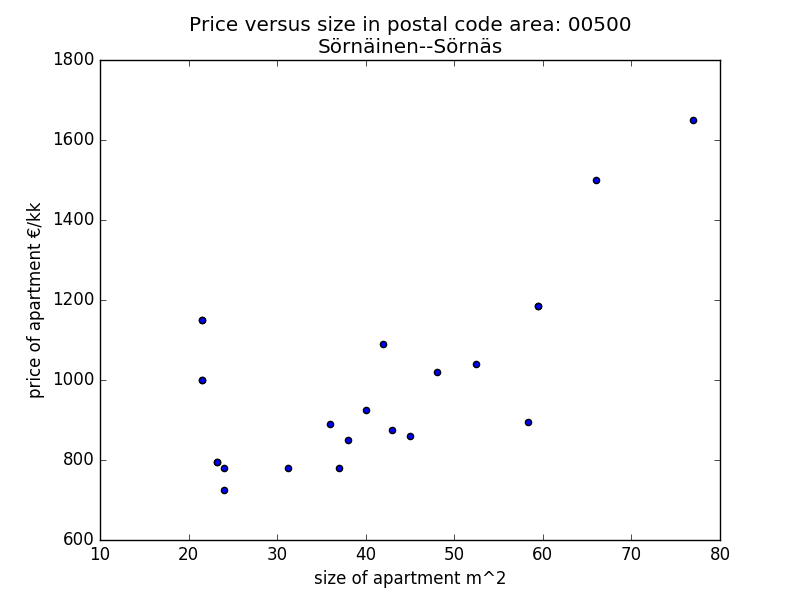 Price versus size in postal code area: 00500
Sörnäinen--Sörnäs
1800
1600
1400
1200
1000
800
600
price of apartment €/kk
10 20 30 40 50 60 70 80
size of apartment m^2